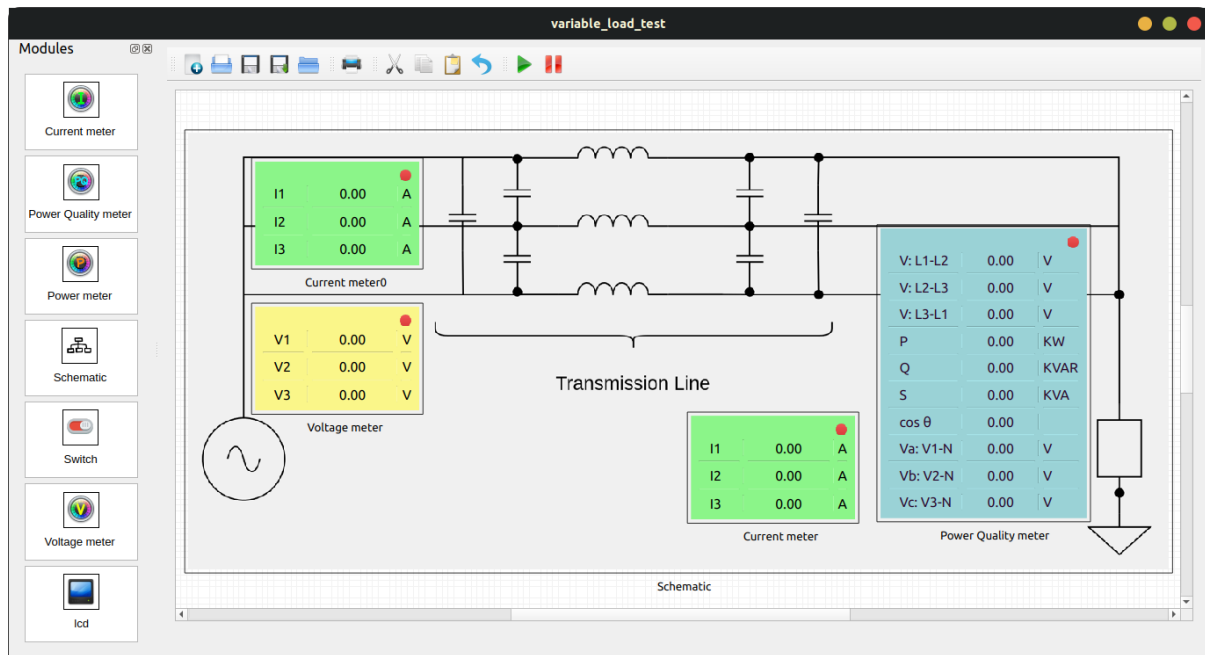 variable_load_test
Modules
Current meter
Power Quality meter
Power meter
Schematic
Switch
Voltage meter
lcd
I1 0.00 A
I2 0.00 A
I3 0.00 A
Current meter0
V1 0.00 V
V2 0.00 V
V3 0.00 V
Voltage meter
Transmission Line
I1 0.00 A
I2 0.00 A
I3 0.00 A
Current meter
V: L1-L2 0.00 V
V: L2-L3 0.00 V
V: L3-L1 0.00 V
P 0.00 KW
Q 0.00 KVAR
S 0.00 KVA
cos θ 0.00
Va: V1-N 0.00 V
Vb: V2-N 0.00 V
Vc: V3-N 0.00 V
Power Quality meter
Schematic